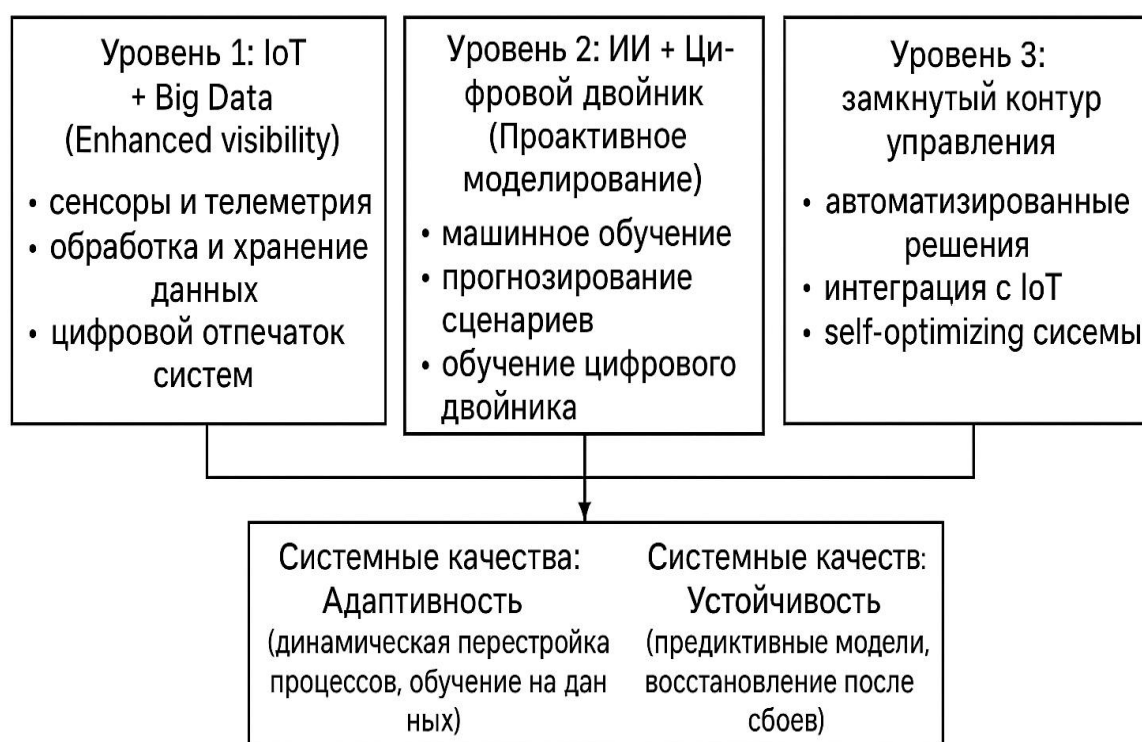 Уровень 1: IoT
+ Big Data
(Enhanced visibility)
• сенсоры и телеметрия
• обработка и хранение
данных
• цифровой отпечаток
систем
Уровень 2: ИИ + Ци-
фровой двойник
(Проактивное
моделирование)
• машинное обучение
• прогнозирование
сценариев
• обучение цифрового
двойника
Уровень 3:
замкнутый контур
управления
• автоматизированные
решения
• интеграция с IoT
• self-optimizing сисемы
Системные качества:
Адаптивность
(динамическая перестройка
процессов, обучение на дан
ных)
Системные качеств:
Устойчивость
(предиктивные модели,
восстановление после
сбоев)